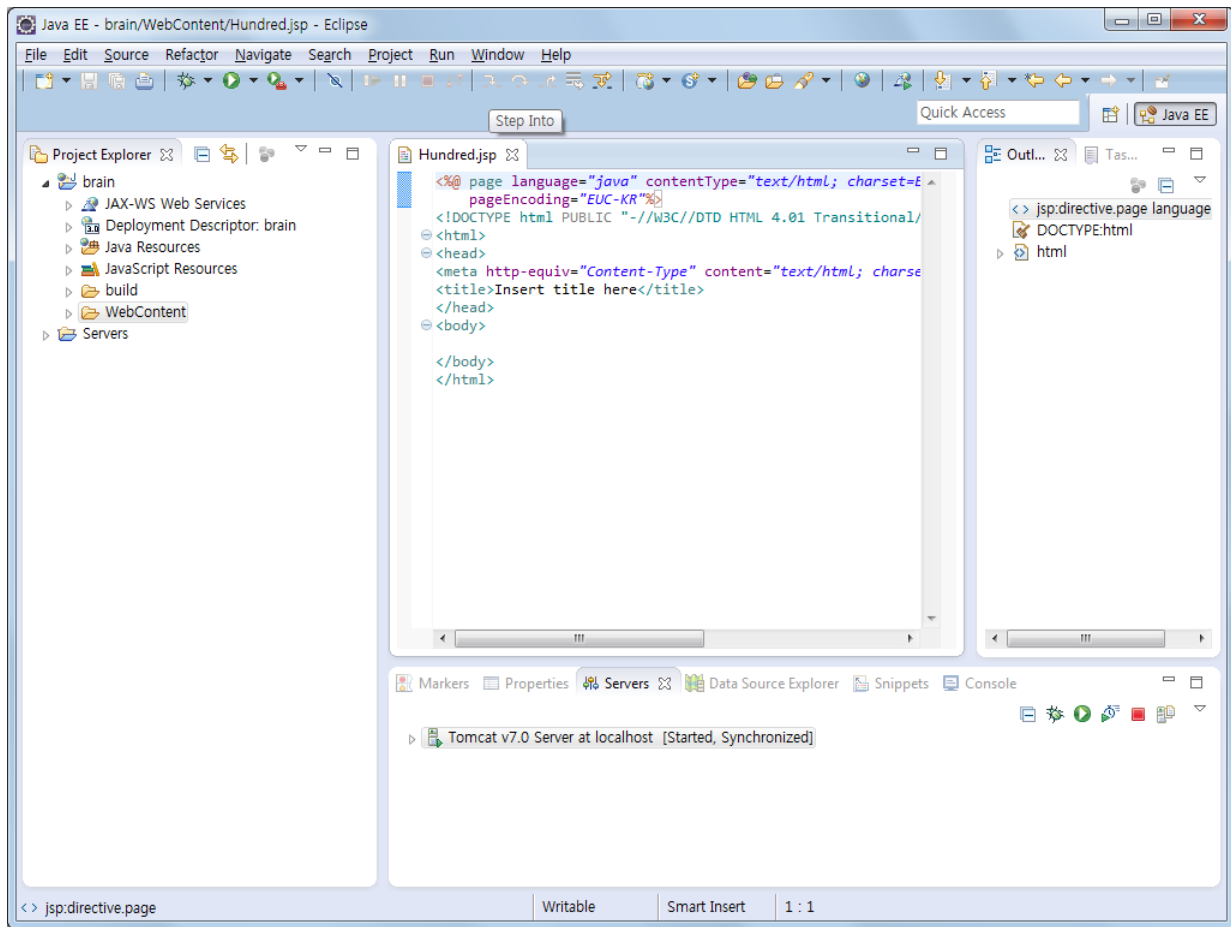 Java EE - brain/WebContent/Hundred.jsp - Eclipse
File Edit Source Refactor Navigate Search Project Run Window Help
Quick Access
Java EE
Step Into
Project Explorer
brain
JAX-WS Web Services
Deployment Descriptor: brain
3.0
Java Resources
JavaScript Resources
build
WebContent
Servers
Hundred.jsp
<%@ page language="java" contentType="text/html; charset=E
pageEncoding="EUC-KR"%>
<!DOCTYPE html PUBLIC "-//W3C//DTD HTML 4.01 Transitional/
<html>
<head>
<meta http-equiv="Content-Type" content="text/html; charse
<title>Insert title here</title>
</head>
<body>
</body>
</html>
Outl...
Tas...
jsp:directive.page language
DOCTYPE:html
html
Markers Properties Servers Data Source Explorer Snippets Console
Tomcat v7.0 Server at localhost [Started, Synchronized]
jsp:directive.page
Writable
Smart Insert
1 : 1